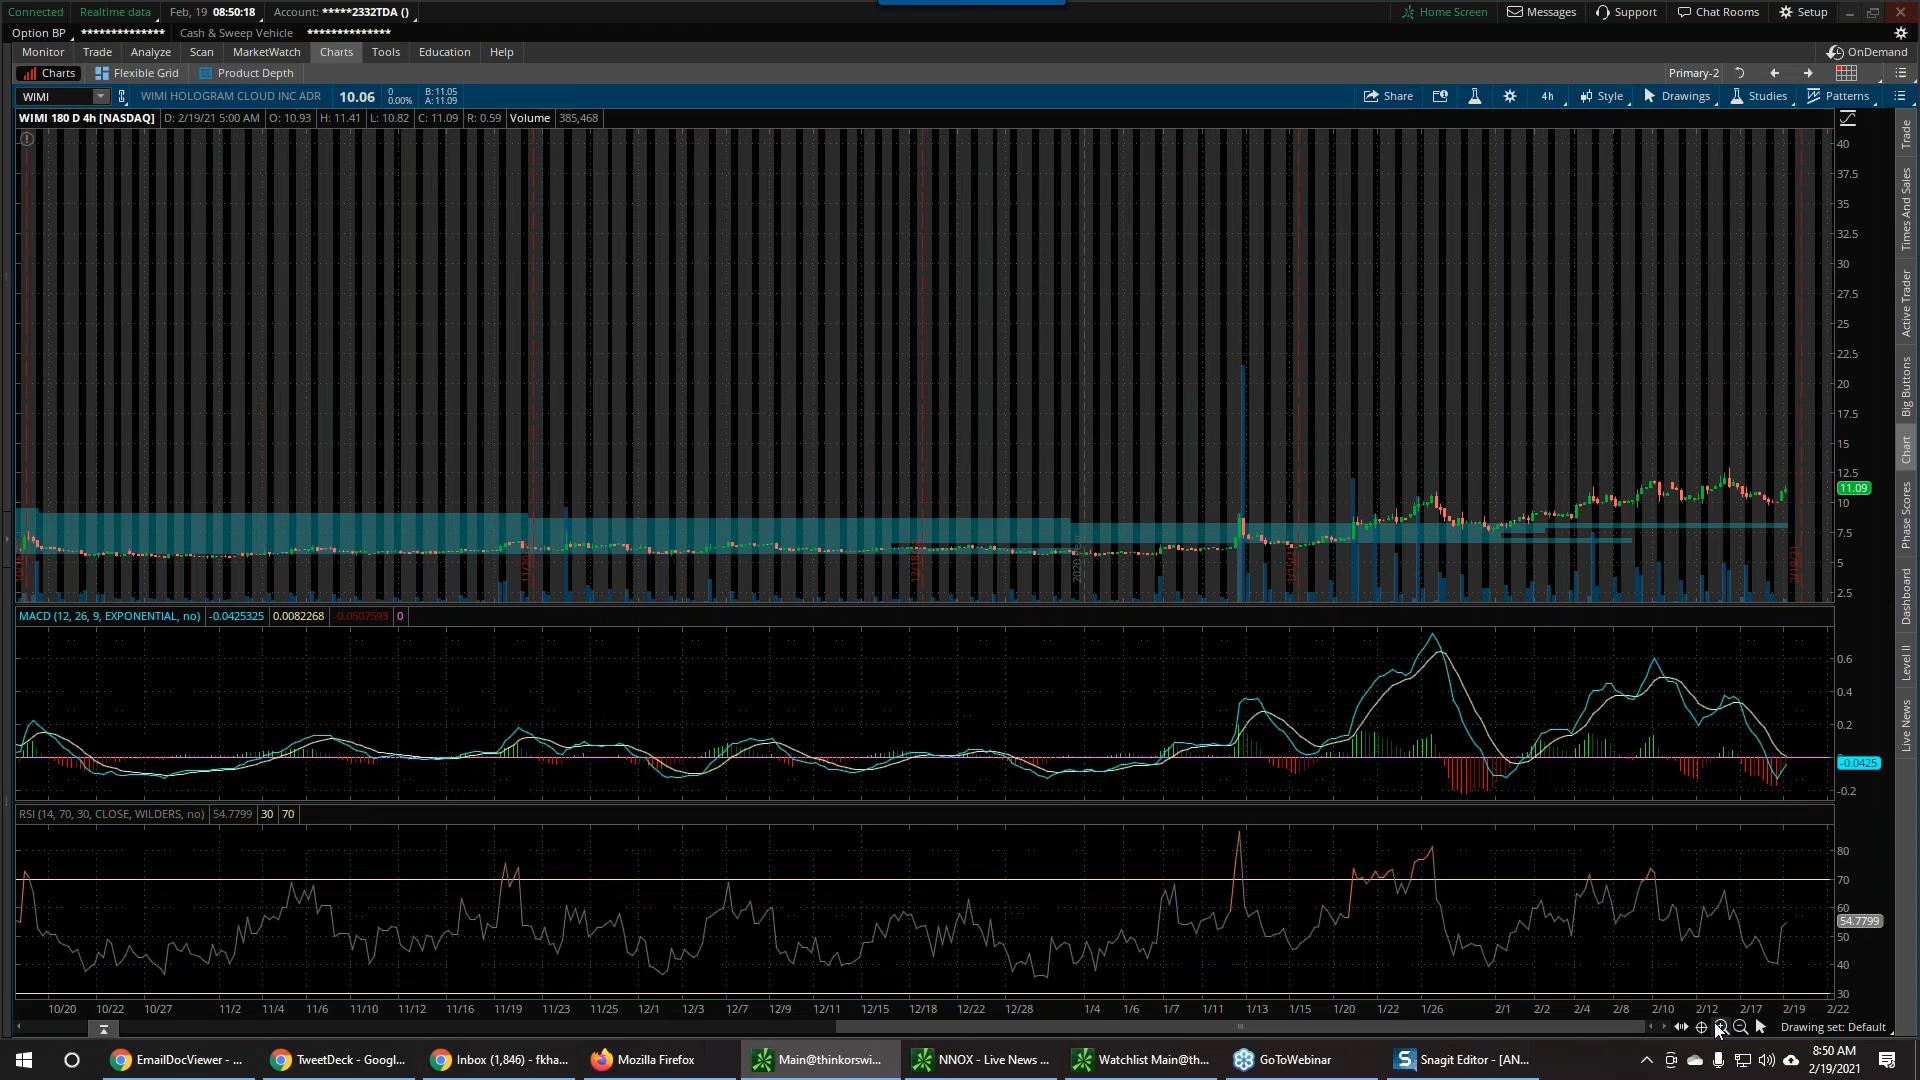 Connected Realtime data Feb, 19 08:50:18 Account: *****2332TDA () Home Screen Messages Support Chat Rooms Setup
Option BP ************** Cash & Sweep Vehicle **************
Monitor Trade Analyze Scan MarketWatch Charts Tools Education Help OnDemand
Charts Flexible Grid Product Depth Primary-2
WIMI WIMI HOLOGRAM CLOUD INC ADR 10.06 0 B: 11.05 Share 4h Style Drawings Studies Patterns
0.00% A: 11.09
WIMI 180 D 4h [NASDAQ] D: 2/19/21 5:00 AM O: 10.93 H: 11.41 L: 10.82 C: 11.09 R: 0.59 Volume 385,468
40
37.5
35
32.5
30
27.5
25
22.5
20
17.5
15
12.5
11.09
10
7.5
5
2.5
MACD (12, 26, 9, EXPONENTIAL, no) -0.0425325 0.0082268 -0.0507593 0
0.6
0.4
0.2
-0.0425
-0.2
RSI (14, 70, 30, CLOSE, WILDERS, no) 54.7799 30 70
80
70
60
54.7799
50
40
30
10/20 10/22 10/27 11/2 11/4 11/6 11/10 11/12 11/16 11/19 11/23 11/25 12/1 12/3 12/7 12/9 12/11 12/15 12/18 12/22 12/28 1/4 1/6 1/7 1/11 1/13 1/15 1/20 1/22 1/26 2/1 2/2 2/4 2/8 2/10 2/12 2/17 2/19 2/22
Drawing set: Default
Trade
Times And Sales
Active Trader
Big Buttons
Chart
Phase Scores
Dashboard
Level II
Live News
EmailDocViewer - ... TweetDeck - Googl... Inbox (1,846) - fkha... Mozilla Firefox Main@thinkorswi... NNOX - Live News ... Watchlist Main@th... GoToWebinar Snagit Editor - [AN... 8:50 AM
2/19/2021